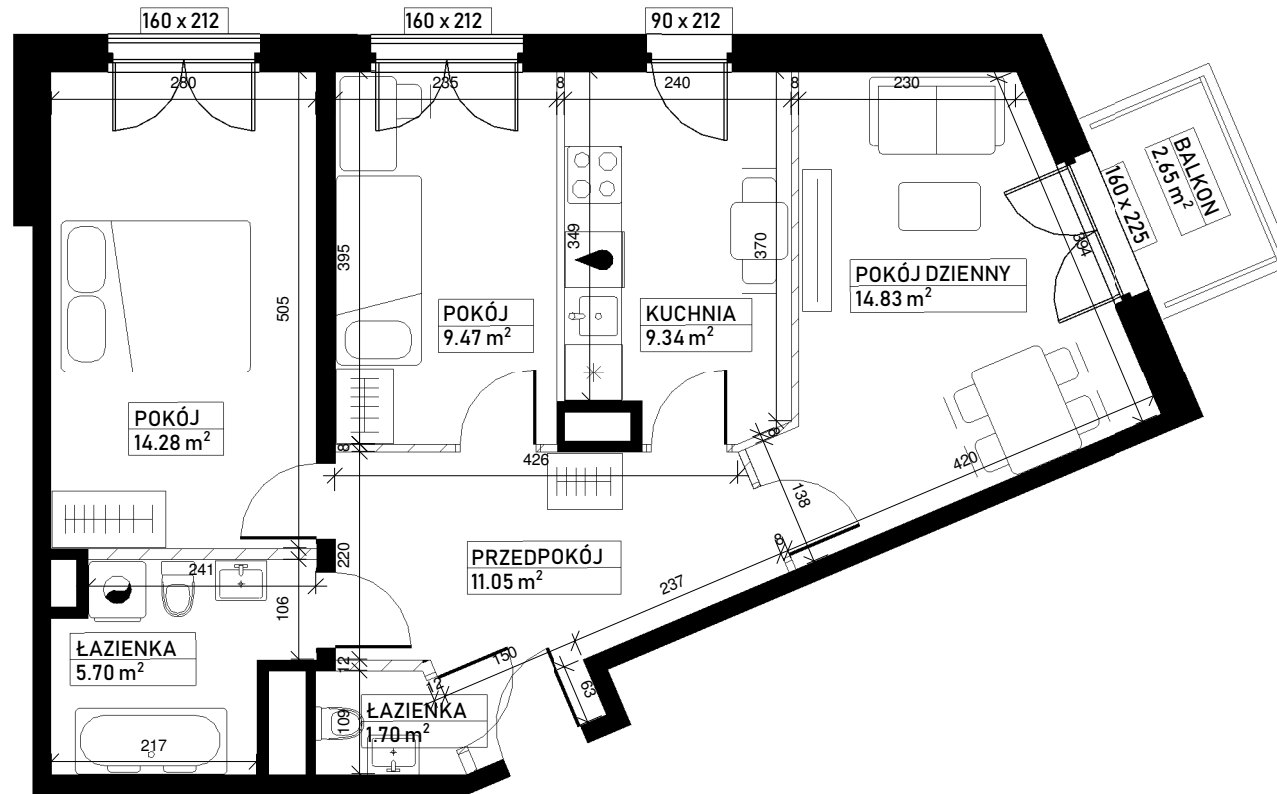 160 x 212
160 x 212
90 x 212
280
235
8
240
8
230
BALKON
2.65 m²
160 x 225
394
349
370
395
505
POKÓJ DZIENNY
14.83 m²
POKÓJ
9.47 m²
KUCHNIA
9.34 m²
POKÓJ
14.28 m²
8
426
8
420
138
8
220
PRZEDPOKÓJ
11.05 m²
237
241
106
ŁAZIENKA
5.70 m²
12
150
12
63
109
ŁAZIENKA
1.70 m²
217